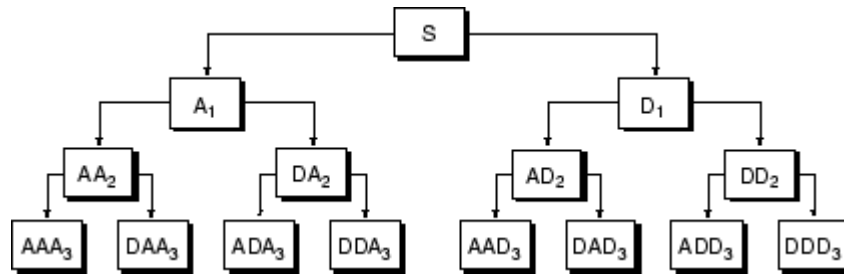 S
A₁ D₁
AA₂ DA₂ AD₂ DD₂
AAA₃ DAA₃ ADA₃ DDA₃ AAD₃ DAD₃ ADD₃ DDD₃